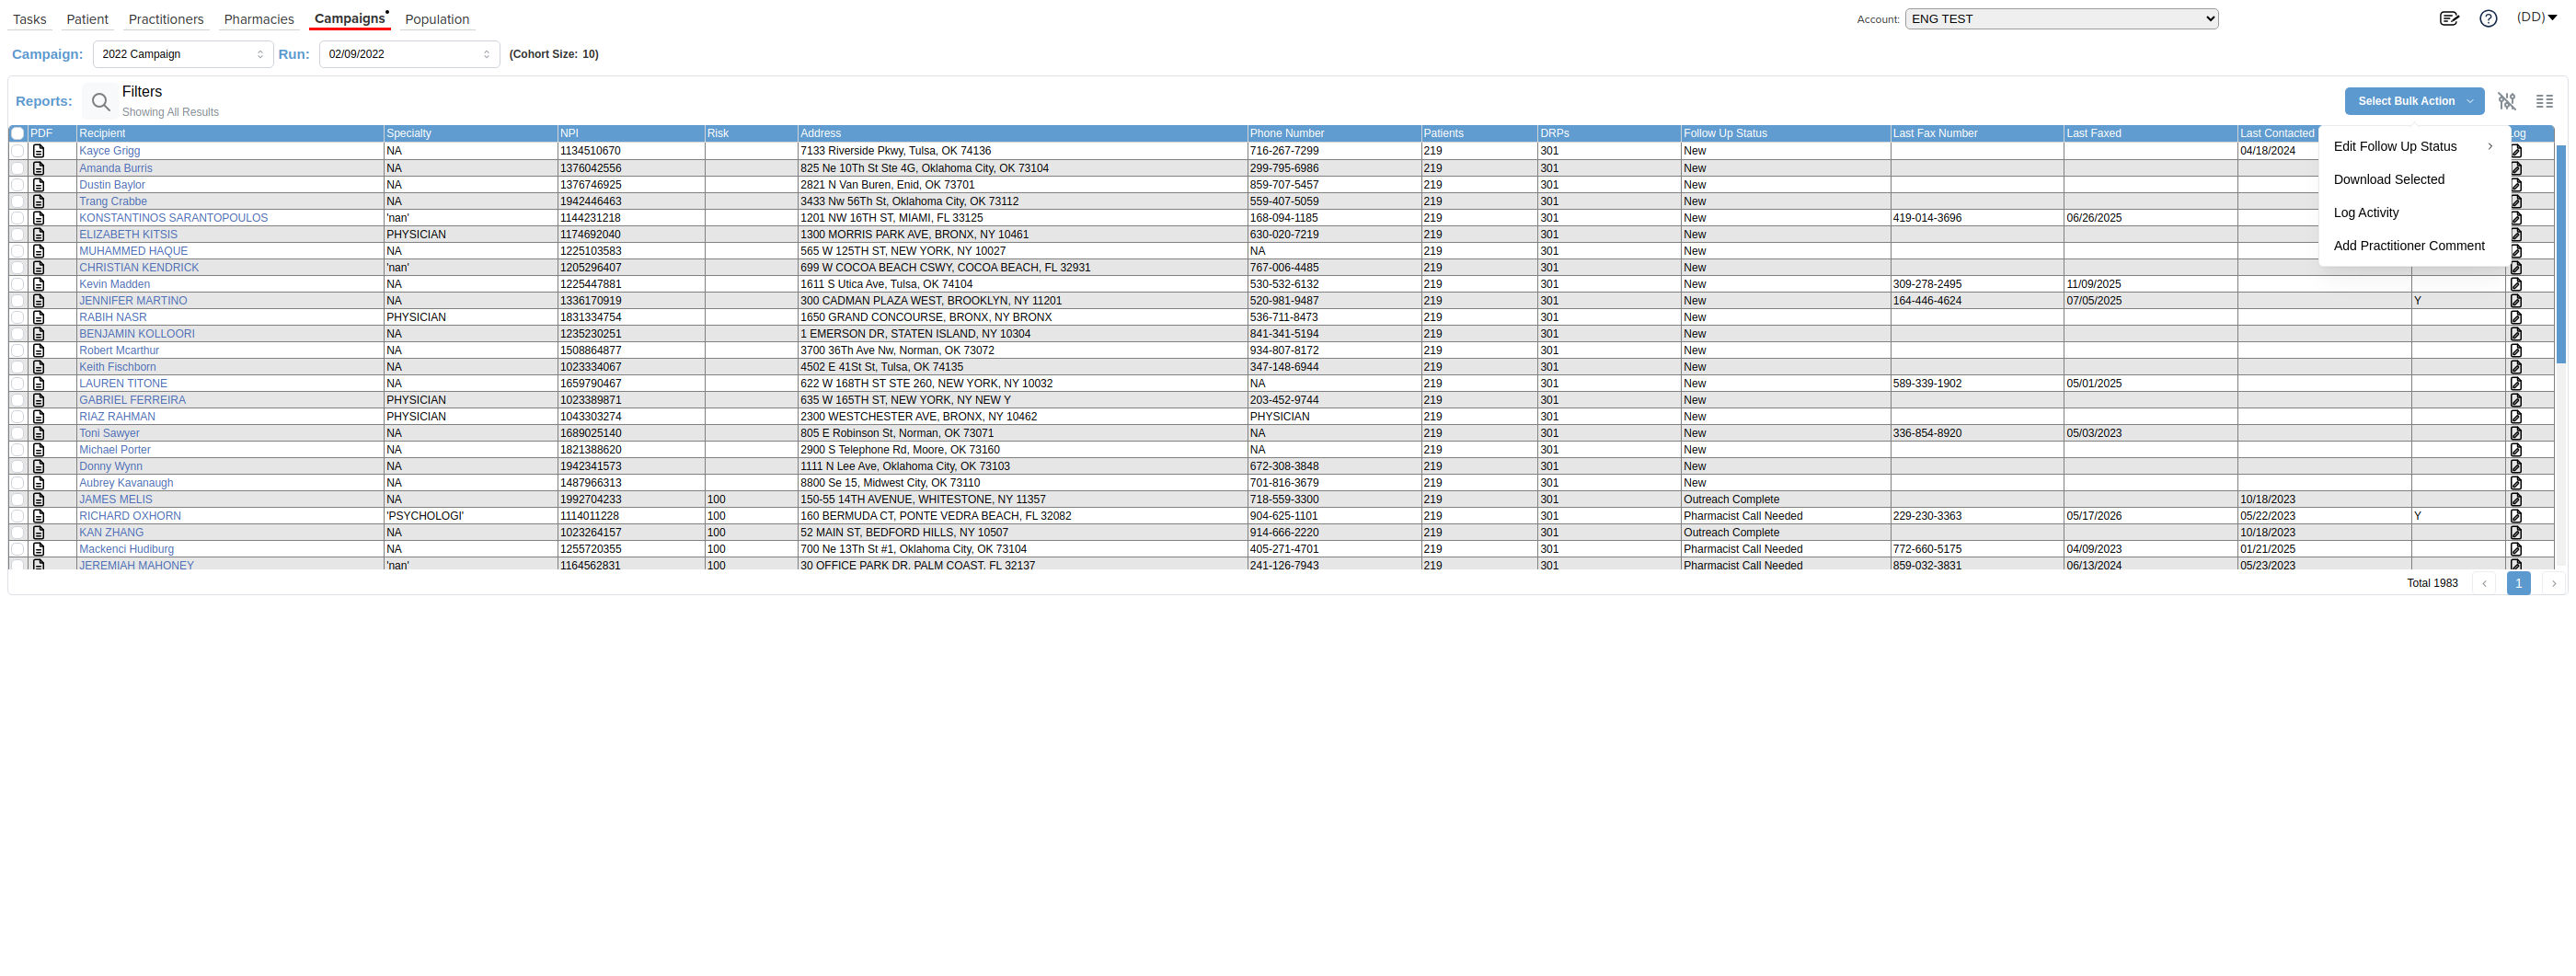 Tasks Patient Practitioners Pharmacies Campaigns Population Account: ENG TEST (DD)
Campaign: 2022 Campaign Run: 02/09/2022 (Cohort Size: 10)
Reports: Filters
Showing All Results
Select Bulk Action
PDF Recipient Specialty NPI Risk Address Phone Number Patients DRPs Follow Up Status Last Fax Number Last Faxed Last Contacted
Edit Follow Up Status
Download Selected
Log Activity
Add Practitioner Comment
Kayce Grigg NA 1134510670 7133 Riverside Pkwy, Tulsa, OK 74136 716-267-7299 219 301 New 04/18/2024
Amanda Burris NA 1376042556 825 Ne 10Th St Ste 4G, Oklahoma City, OK 73104 299-795-6986 219 301 New
Dustin Baylor NA 1376746925 2821 N Van Buren, Enid, OK 73701 859-707-5457 219 301 New
Trang Crabbe NA 1942446463 3433 Nw 56Th St, Oklahoma City, OK 73112 559-407-5059 219 301 New
KONSTANTINOS SARANTOPOULOS 'nan' 1144231218 1201 NW 16TH ST, MIAMI, FL 33125 168-094-1185 219 301 New 419-014-3696 06/26/2025
ELIZABETH KITSIS PHYSICIAN 1174692040 1300 MORRIS PARK AVE, BRONX, NY 10461 630-020-7219 219 301 New
MUHAMMED HAQUE NA 1225103583 565 W 125TH ST, NEW YORK, NY 10027 NA 219 301 New
CHRISTIAN KENDRICK 'nan' 1205296407 699 W COCOA BEACH CSWY, COCOA BEACH, FL 32931 767-006-4485 219 301 New
Kevin Madden NA 1225447881 1611 S Utica Ave, Tulsa, OK 74104 530-532-6132 219 301 New 309-278-2495 11/09/2025
JENNIFER MARTINO NA 1336170919 300 CADMAN PLAZA WEST, BROOKLYN, NY 11201 520-981-9487 219 301 New 164-446-4624 07/05/2025 Y
RABIH NASR PHYSICIAN 1831334754 1650 GRAND CONCOURSE, BRONX, NY BRONX 536-711-8473 219 301 New
BENJAMIN KOLLOORI NA 1235230251 1 EMERSON DR, STATEN ISLAND, NY 10304 841-341-5194 219 301 New
Robert Mcarthur NA 1508864877 3700 36Th Ave Nw, Norman, OK 73072 934-807-8172 219 301 New
Keith Fischborn NA 1023334067 4502 E 41St St, Tulsa, OK 74135 347-148-6944 219 301 New
LAUREN TITONE NA 1659790467 622 W 168TH ST STE 260, NEW YORK, NY 10032 NA 219 301 New 589-339-1902 05/01/2025
GABRIEL FERREIRA PHYSICIAN 1023389871 635 W 165TH ST, NEW YORK, NY NEW Y 203-452-9744 219 301 New
RIAZ RAHMAN PHYSICIAN 1043303274 2300 WESTCHESTER AVE, BRONX, NY 10462 PHYSICIAN 219 301 New
Toni Sawyer NA 1689025140 805 E Robinson St, Norman, OK 73071 NA 219 301 New 336-854-8920 05/03/2023
Michael Porter NA 1821388620 2900 S Telephone Rd, Moore, OK 73160 NA 219 301 New
Donny Wynn NA 1942341573 1111 N Lee Ave, Oklahoma City, OK 73103 672-308-3848 219 301 New
Aubrey Kavanaugh NA 1487966313 8800 Se 15, Midwest City, OK 73110 701-816-3679 219 301 New
JAMES MELIS NA 1992704233 100 150-55 14TH AVENUE, WHITESTONE, NY 11357 718-559-3300 219 301 Outreach Complete 10/18/2023
RICHARD OXHORN 'PSYCHOLOGI' 1114011228 100 160 BERMUDA CT, PONTE VEDRA BEACH, FL 32082 904-625-1101 219 301 Pharmacist Call Needed 229-230-3363 05/17/2026 05/22/2023 Y
KAN ZHANG NA 1023264157 100 52 MAIN ST, BEDFORD HILLS, NY 10507 914-666-2220 219 301 Outreach Complete 10/18/2023
Mackenci Hudiburg NA 1255720355 100 700 Ne 13Th St #1, Oklahoma City, OK 73104 405-271-4701 219 301 Pharmacist Call Needed 772-660-5175 04/09/2023 01/21/2025
JEREMIAH MAHONEY 'nan' 1164562831 100 30 OFFICE PARK DR, PALM COAST, FL 32137 241-126-7943 219 301 Pharmacist Call Needed 859-032-3831 06/13/2024 05/23/2023
Total 1983 1